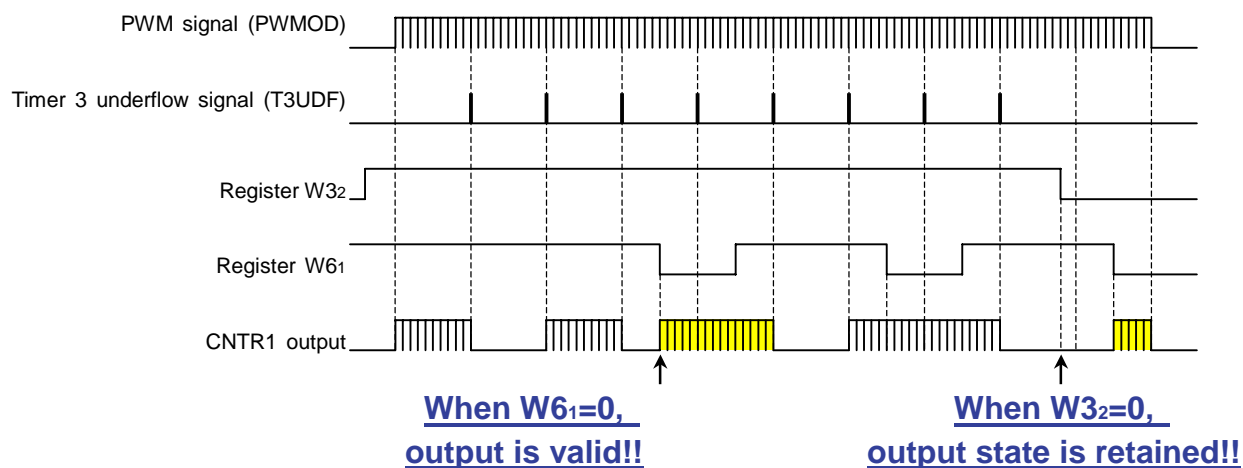 PWM signal (PWMOD)
Timer 3 underflow signal (T3UDF)
Register W32
Register W61
CNTR1 output
When W61=0,
output is valid!!
When W32=0,
output state is retained!!